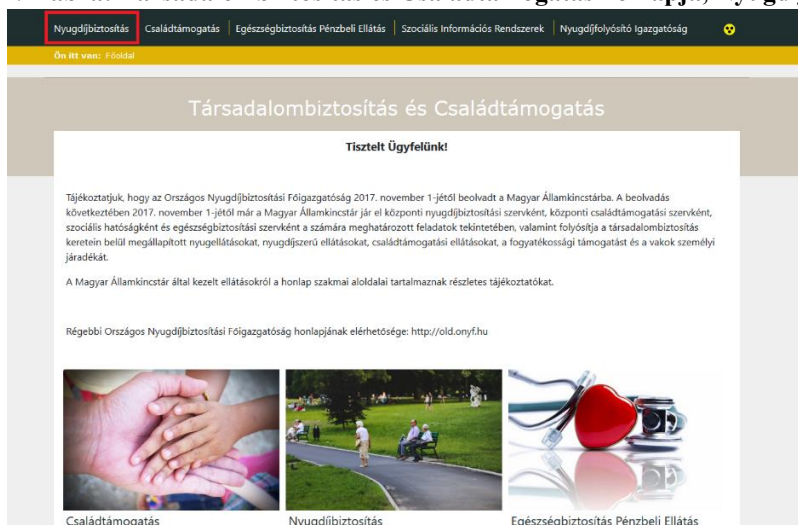 Nyugdíjbiztosítás Családtámogatás Egészségbiztosítás Pénzbeli Ellátás Szociális Információs Rendszerek Nyugdíjfolyósító Igazgatóság
Ön itt van: Főoldal
Társadalombiztosítás és Családtámogatás
Tisztelt Ügyfelünk!
Tájékoztatjuk, hogy az Országos Nyugdíjbiztosítási Főigazgatóság 2017. november 1-jétől beolvadt a Magyar Államkincstárba. A beolvadás
következtében 2017. november 1-jétől már a Magyar Államkincstár jár el központi nyugdíjbiztosítási szervként, központi családtámogatási szervként,
szociális hatóságként és egészségbiztosítási szervként a számára meghatározott feladatok tekintetében, valamint folyósítja a társadalombiztosítás
keretein belül megállapított nyugellátásokat, nyugdíjszerű ellátásokat, családtámogatási ellátásokat, a fogyatékossági támogatást és a vakok személyi
járadékát.
A Magyar Államkincstár által kezelt ellátásokról a honlap szakmai aloldalai tartalmaznak részletes tájékoztatókat.
Régebbi Országos Nyugdíjbiztosítási Főigazgatóság honlapjának elérhetősége: http://old.onyf.hu
Családtámogatás Nyugdíjbiztosítás Egészségbiztosítás Pénzbeli Ellátás